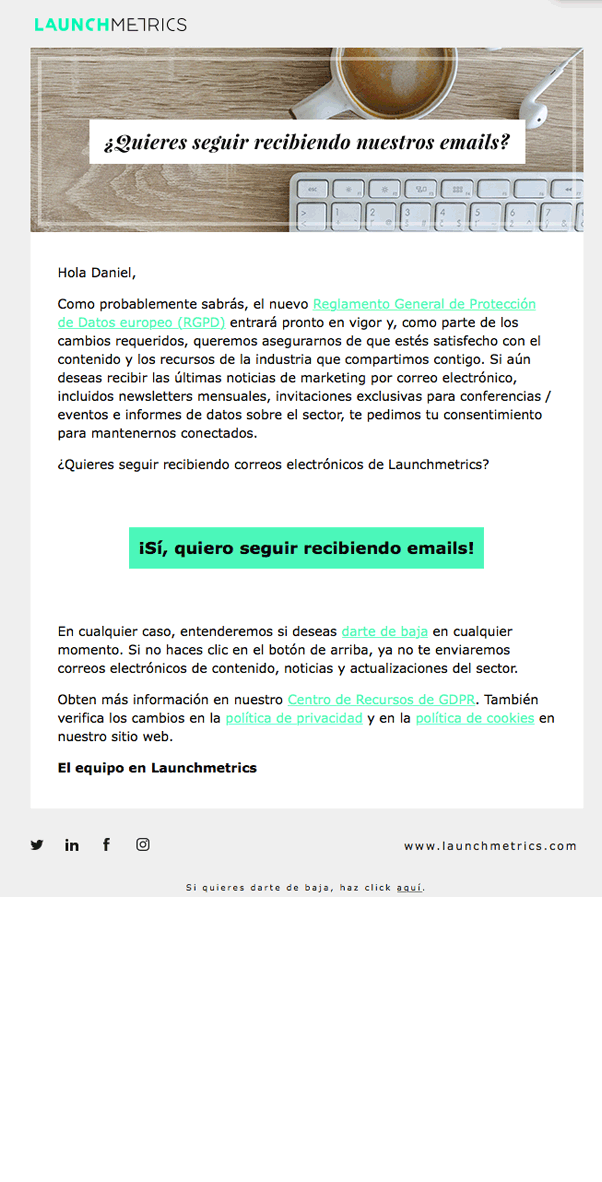 LAUNCHMETRICS
¿Quieres seguir recibiendo nuestros emails?
esc
> 1 2 3 4 5 6 7
Hola Daniel,
Como probablemente sabrás, el nuevo Reglamento General de Protección
de Datos europeo (RGPD) entrará pronto en vigor y, como parte de los
cambios requeridos, queremos asegurarnos de que estés satisfecho con el
contenido y los recursos de la industria que compartimos contigo. Si aún
deseas recibir las últimas noticias de marketing por correo electrónico,
incluidos newsletters mensuales, invitaciones exclusivas para conferencias /
eventos e informes de datos sobre el sector, te pedimos tu consentimiento
para mantenernos conectados.
¿Quieres seguir recibiendo correos electrónicos de Launchmetrics?
¡Sí, quiero seguir recibiendo emails!
En cualquier caso, entenderemos si deseas darte de baja en cualquier
momento. Si no haces clic en el botón de arriba, ya no te enviaremos
correos electrónicos de contenido, noticias y actualizaciones del sector.
Obten más información en nuestro Centro de Recursos de GDPR. También
verifica los cambios en la política de privacidad y en la política de cookies en
nuestro sitio web.
El equipo en Launchmetrics
www.launchmetrics.com
Si quieres darte de baja, haz click aquí.